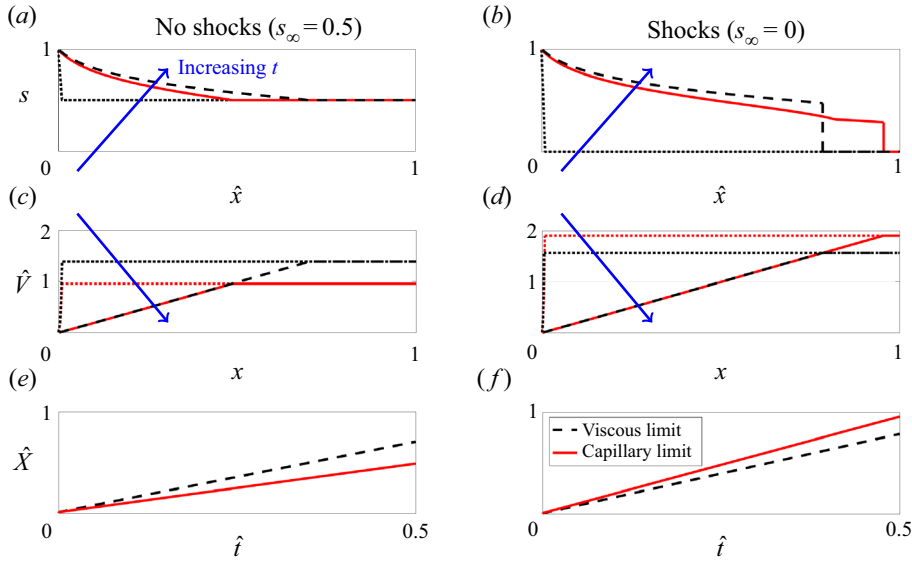 (a) No shocks (s∞ = 0.5)
1
Increasing t
s
0 1
x̂
(b) Shocks (s∞ = 0)
1
0 1
x̂
(c)
2
V̂ 1
0 1
x
(d)
2
1
0 1
x
(e)
1
X̂
0 0.5
t̂
(f)
1
Viscous limit
Capillary limit
0 0.5
t̂